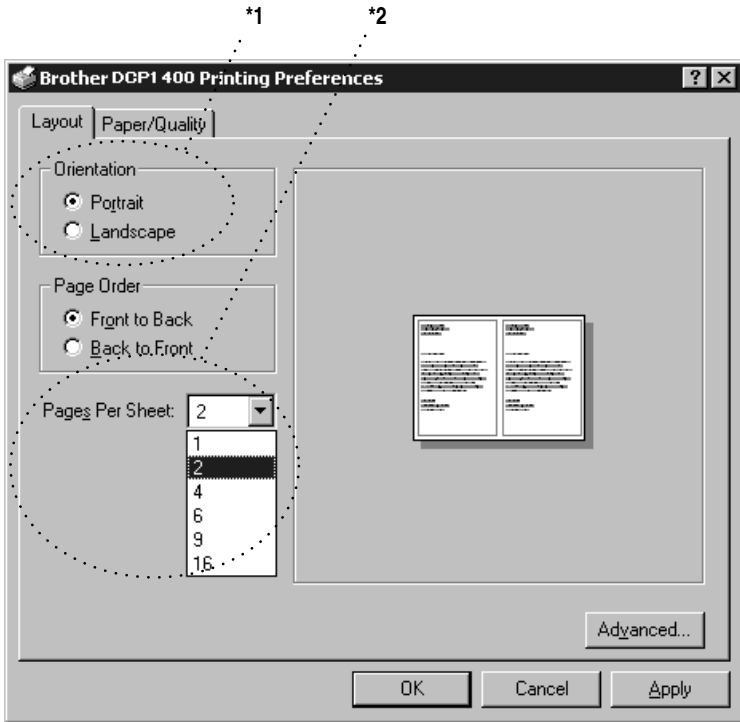 *1 *2
Brother DCP1 400 Printing Preferences
Layout Paper/Quality
Orientation
Portrait
Landscape
Page Order
Front to Back
Back to Front
Pages Per Sheet: 2
1
2
4
6
9
16
Advanced...
OK Cancel Apply